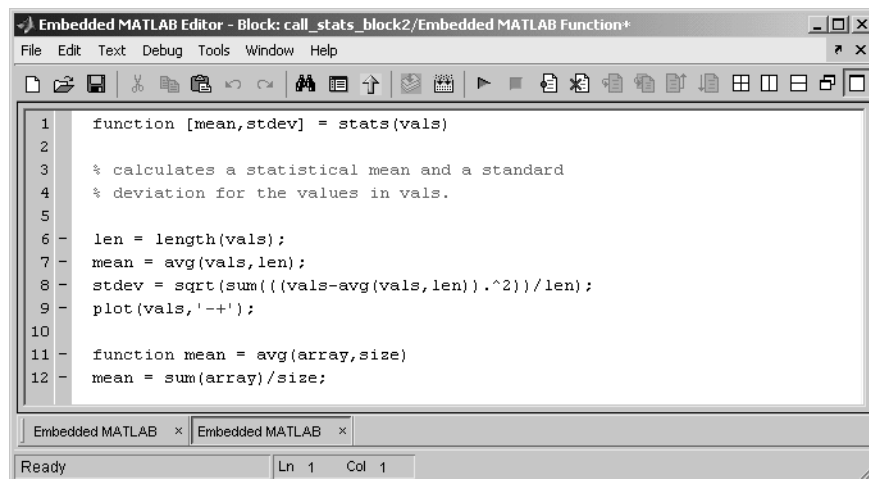 Embedded MATLAB Editor - Block: call_stats_block2/Embedded MATLAB Function*
File Edit Text Debug Tools Window Help
1 function [mean,stdev] = stats(vals)
2
3 % calculates a statistical mean and a standard
4 % deviation for the values in vals.
5
6 - len = length(vals);
7 - mean = avg(vals,len);
8 - stdev = sqrt(sum(((vals-avg(vals,len)).^2))/len);
9 - plot(vals,'-+');
10
11 - function mean = avg(array,size)
12 - mean = sum(array)/size;
Embedded MATLAB × Embedded MATLAB ×
Ready Ln 1 Col 1